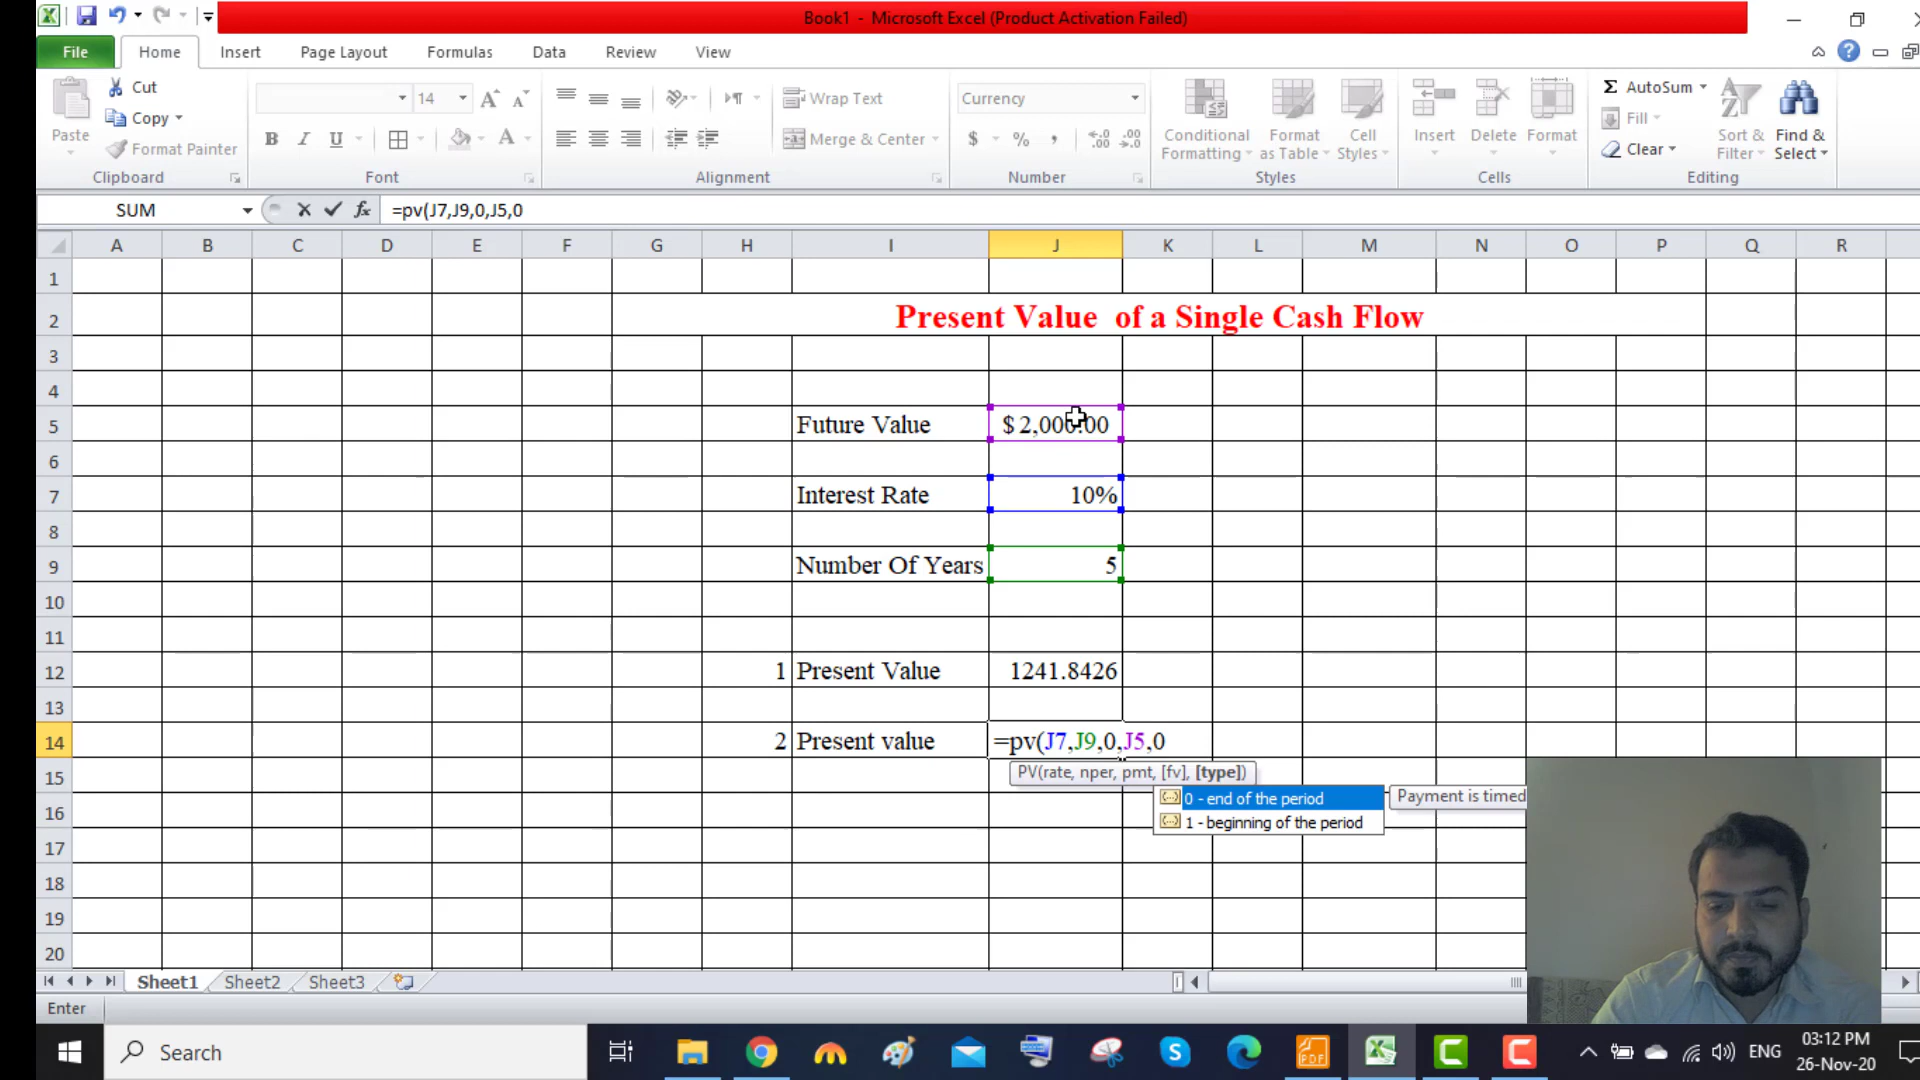 Book1 - Microsoft Excel (Product Activation Failed)
File Home Insert Page Layout Formulas Data Review View
Cut
Copy
Format Painter
Paste
Clipboard
14
B I U
Font
Wrap Text
Merge & Center
Alignment
Currency
$ % ,
Number
Conditional Formatting
Format as Table
Cell Styles
Styles
Insert Delete Format
Cells
AutoSum
Fill
Clear
Sort & Filter
Find & Select
Editing
SUM =pv(J7,J9,0,J5,0
A B C D E F G H I J K L M N O P Q R
1
2 Present Value of a Single Cash Flow
3
4
5 Future Value $ 2,000.00
6
7 Interest Rate 10%
8
9 Number Of Years 5
10
11
12 1 Present Value 1241.8426
13
14 2 Present value =pv(J7,J9,0,J5,0
15 PV(rate, nper, pmt, [fv], [type])
0 - end of the period Payment is timed
16 1 - beginning of the period
17
18
19
20
Sheet1 Sheet2 Sheet3
Enter
Search
PDF
ENG
03:12 PM
26-Nov-20